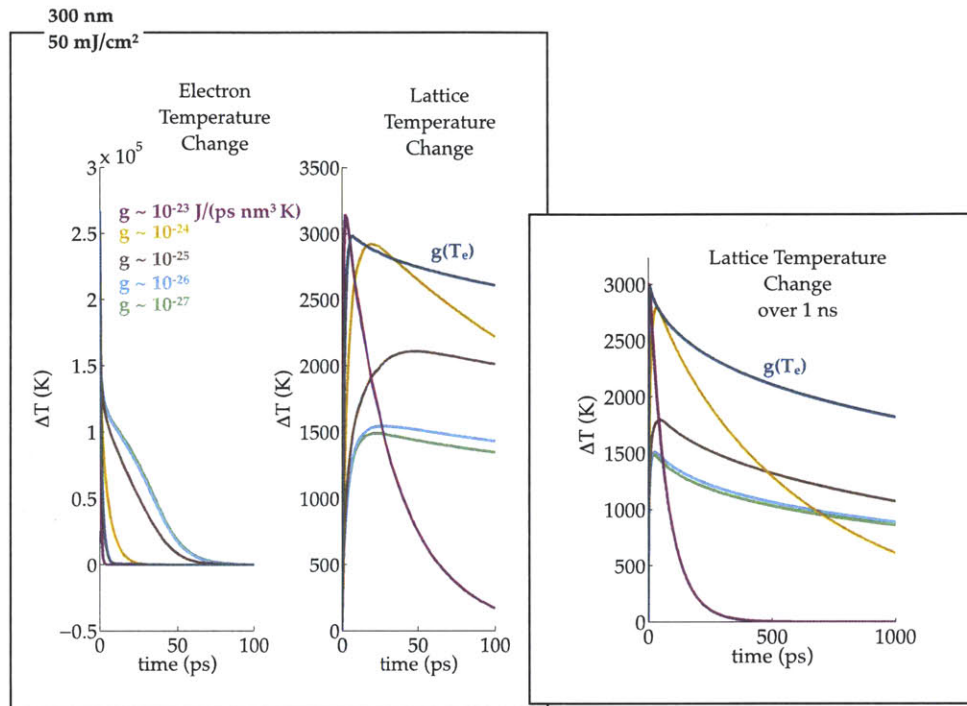 300 nm
50 mJ/cm²
Electron
Temperature
Change
× 10⁵
3
2.5
2
1.5
1
0.5
0
−0.5
ΔT (K)
g ~ 10⁻²³ J/(ps nm³ K)
g ~ 10⁻²⁴
g ~ 10⁻²⁵
g ~ 10⁻²⁶
g ~ 10⁻²⁷
0 50 100
time (ps)
Lattice
Temperature
Change
3500
3000
2500
2000
1500
1000
500
0
ΔT (K)
g(Tₑ)
0 50 100
time (ps)
Lattice Temperature
Change
over 1 ns
3000
2500
2000
1500
1000
500
0
ΔT (K)
g(Tₑ)
0 500 1000
time (ps)